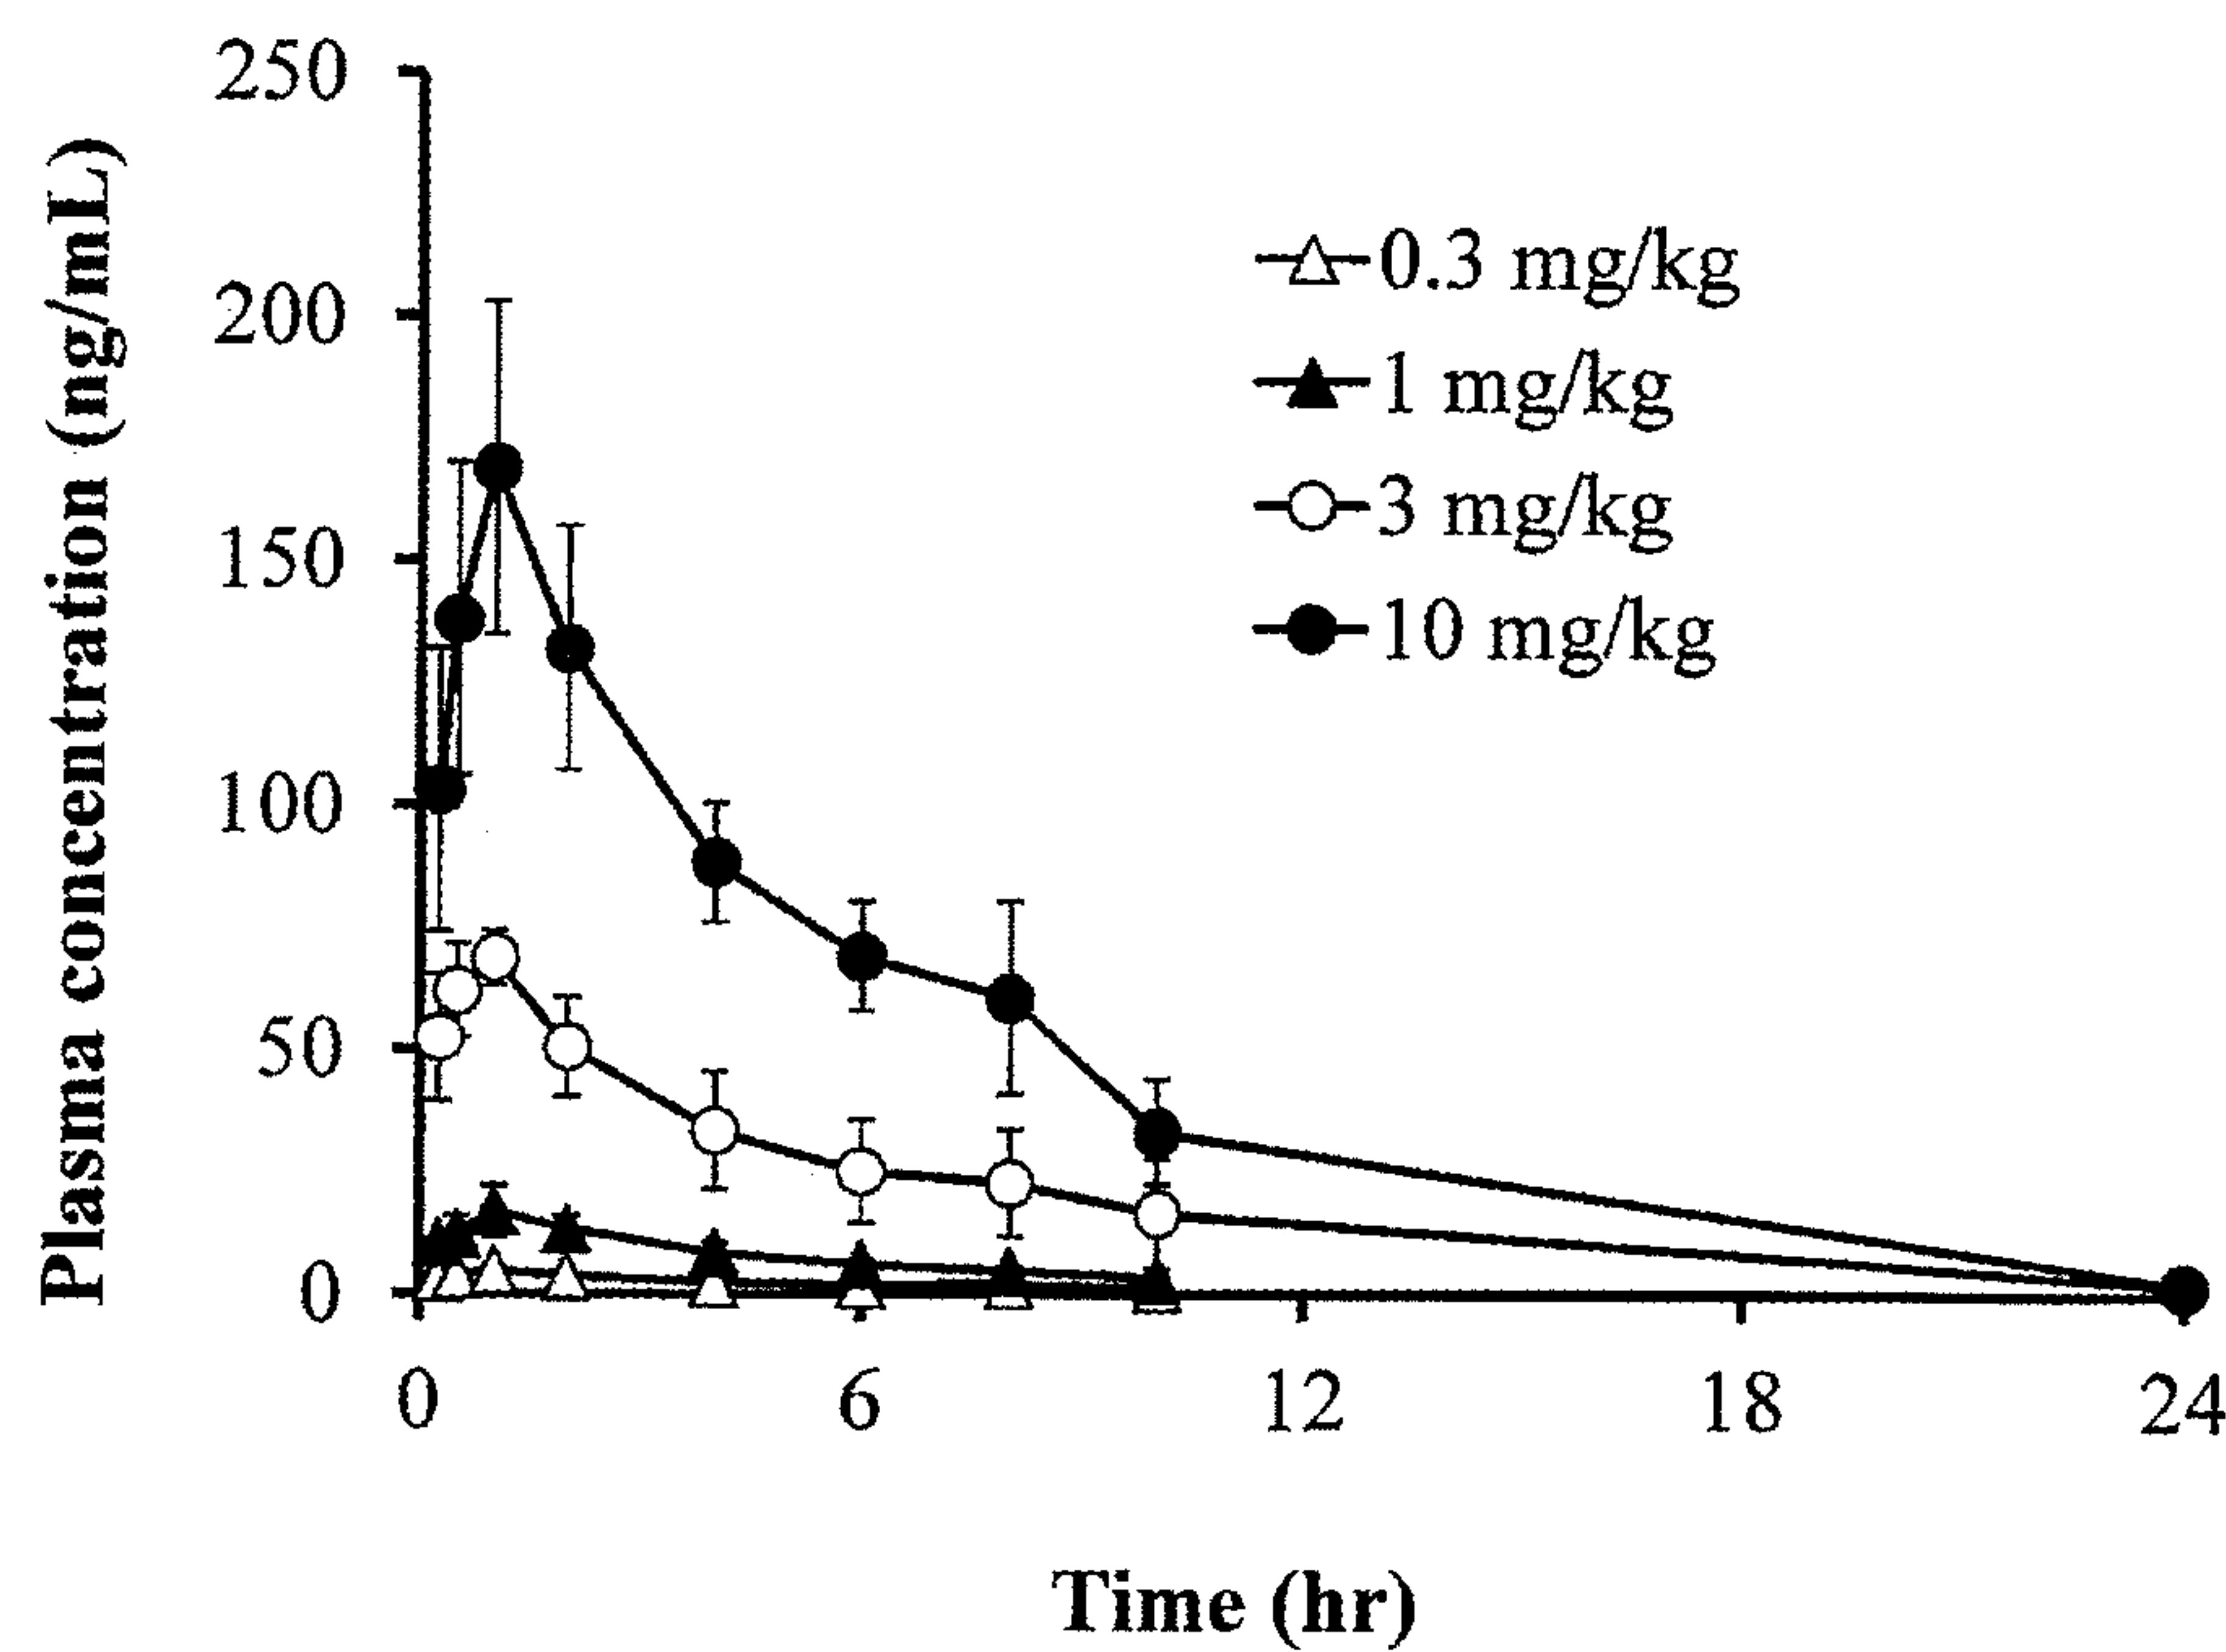 Plasma concentration (ng/mL)
250
200
150
100
50
0
0.3 mg/kg
1 mg/kg
3 mg/kg
10 mg/kg
0 6 12 18 24
Time (hr)